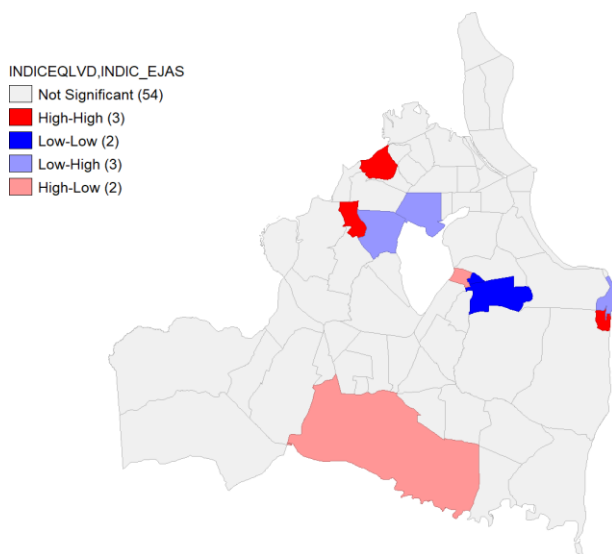 INDICEQLVD,INDIC_EJAS
Not Significant (54)
High-High (3)
Low-Low (2)
Low-High (3)
High-Low (2)